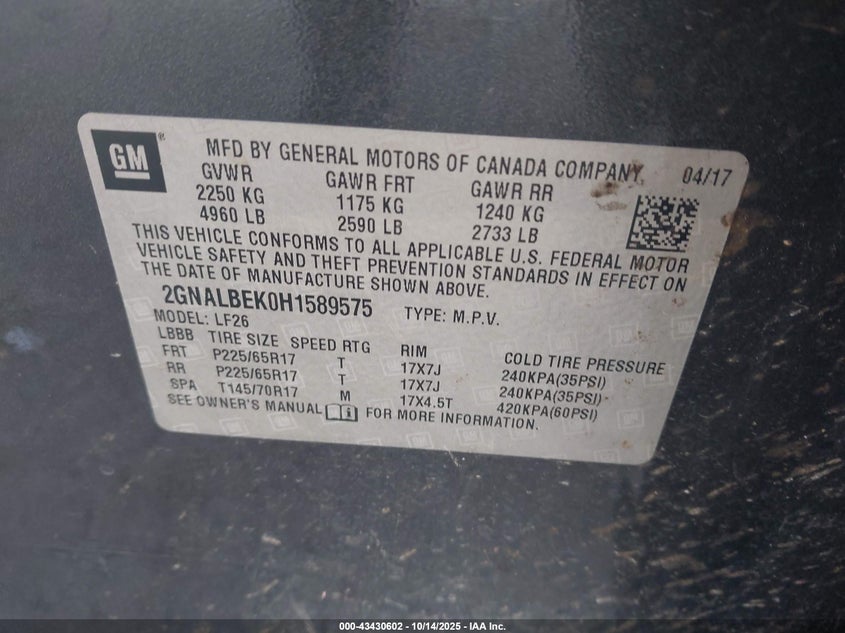 GM ® MFD BY GENERAL MOTORS OF CANADA COMPANY 04/17
GVWR GAWR FRT GAWR RR
2250 KG 1175 KG 1240 KG
4960 LB 2590 LB 2733 LB
THIS VEHICLE CONFORMS TO ALL APPLICABLE U.S. FEDERAL MOTOR
VEHICLE SAFETY AND THEFT PREVENTION STANDARDS IN EFFECT ON
THE DATE OF MANUFACTURE SHOWN ABOVE.
2GNALBEK0H1589575 TYPE: M.P.V.
MODEL: LF26
LBBB TIRE SIZE SPEED RTG RIM COLD TIRE PRESSURE
FRT P225/65R17 T 17X7J 240KPA(35PSI)
RR P225/65R17 T 17X7J 240KPA(35PSI)
SPA T145/70R17 M 17X4.5T 420KPA(60PSI)
SEE OWNER'S MANUAL i FOR MORE INFORMATION.
000-43430602 - 10/14/2025 - IAA Inc.